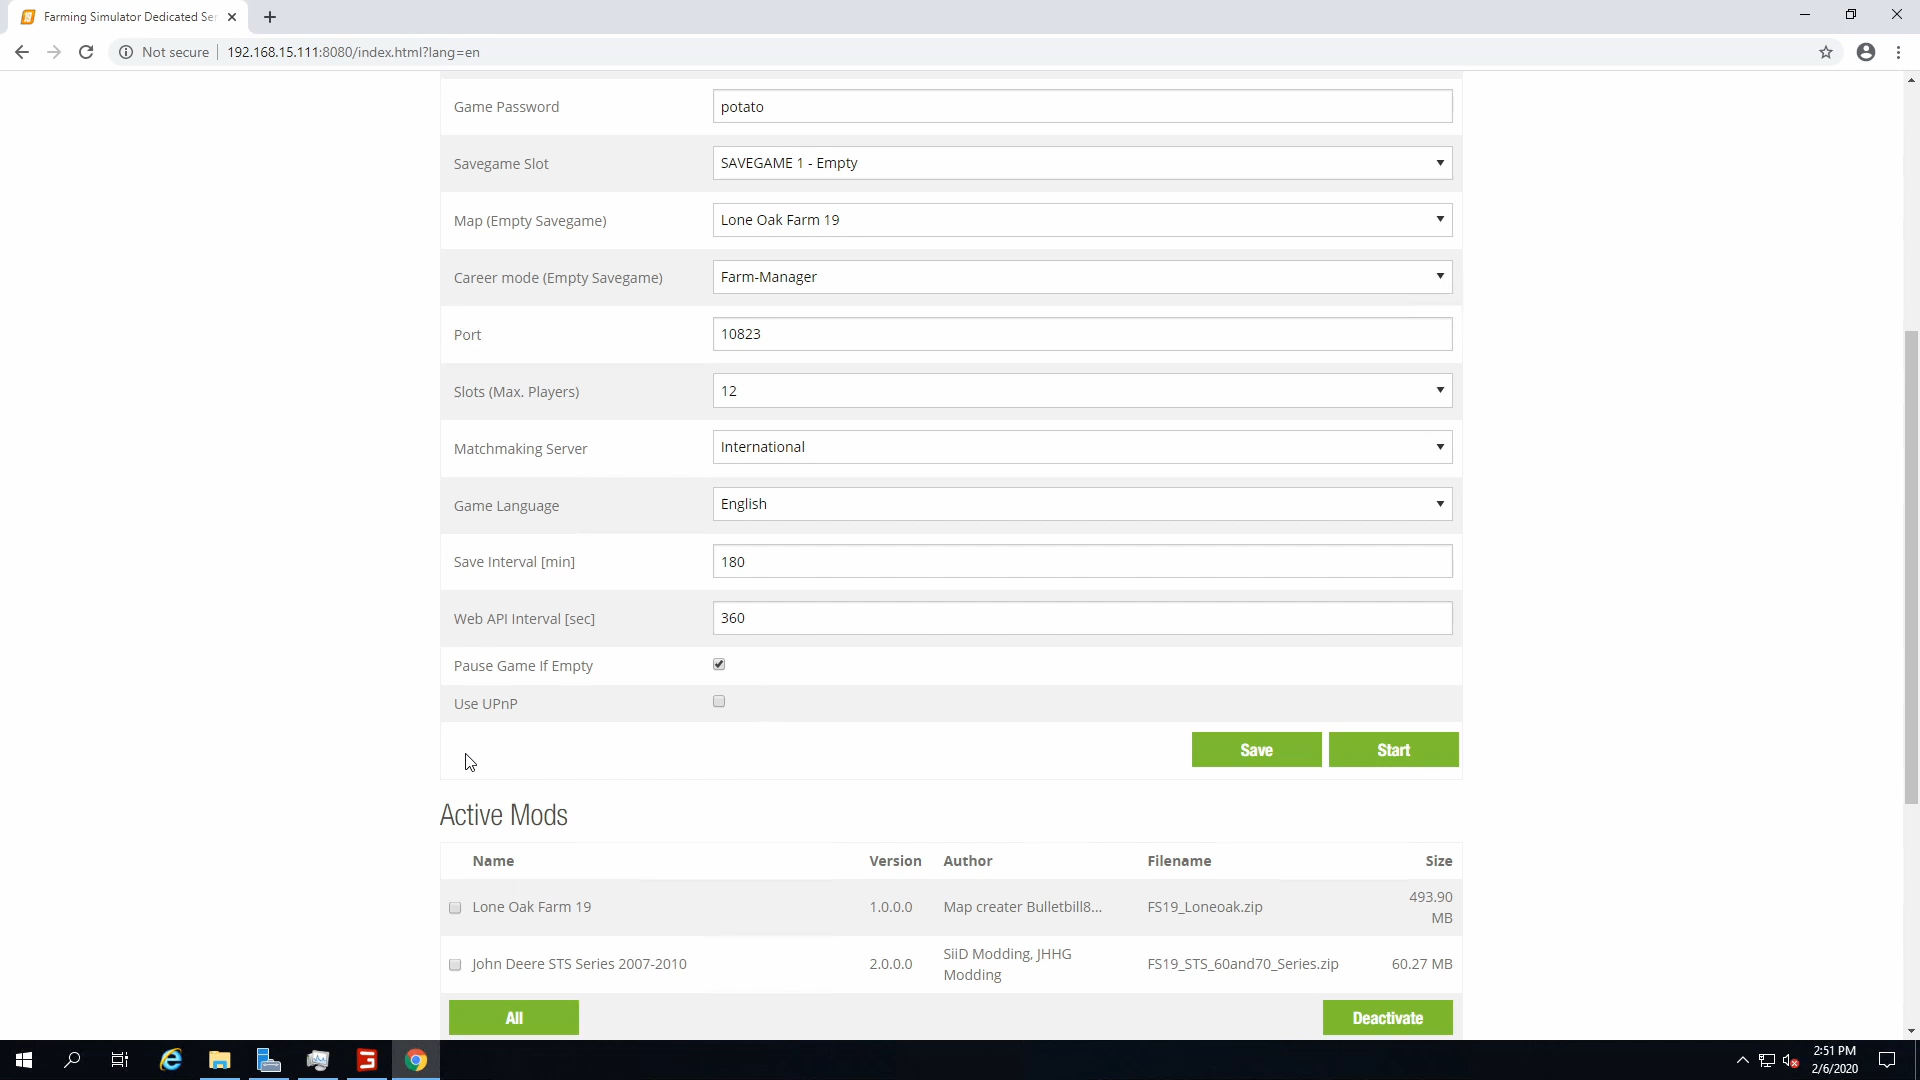 Farming Simulator Dedicated Ser
Not secure
192.168.15.111:8080/index.html?lang=en
Game Password
potato
Savegame Slot
SAVEGAME 1 - Empty
Map (Empty Savegame)
Lone Oak Farm 19
Career mode (Empty Savegame)
Farm-Manager
Port
10823
Slots (Max. Players)
12
Matchmaking Server
International
Game Language
English
Save Interval [min]
180
Web API Interval [sec]
360
Pause Game If Empty
Use UPnP
Save
Start
Active Mods
Name Version Author Filename Size
Lone Oak Farm 19 1.0.0.0 Map creater Bulletbill8... FS19_Loneoak.zip 493.90
MB
John Deere STS Series 2007-2010 2.0.0.0 SiiD Modding, JHHG
Modding FS19_STS_60and70_Series.zip 60.27 MB
All
Deactivate
2:51 PM
2/6/2020